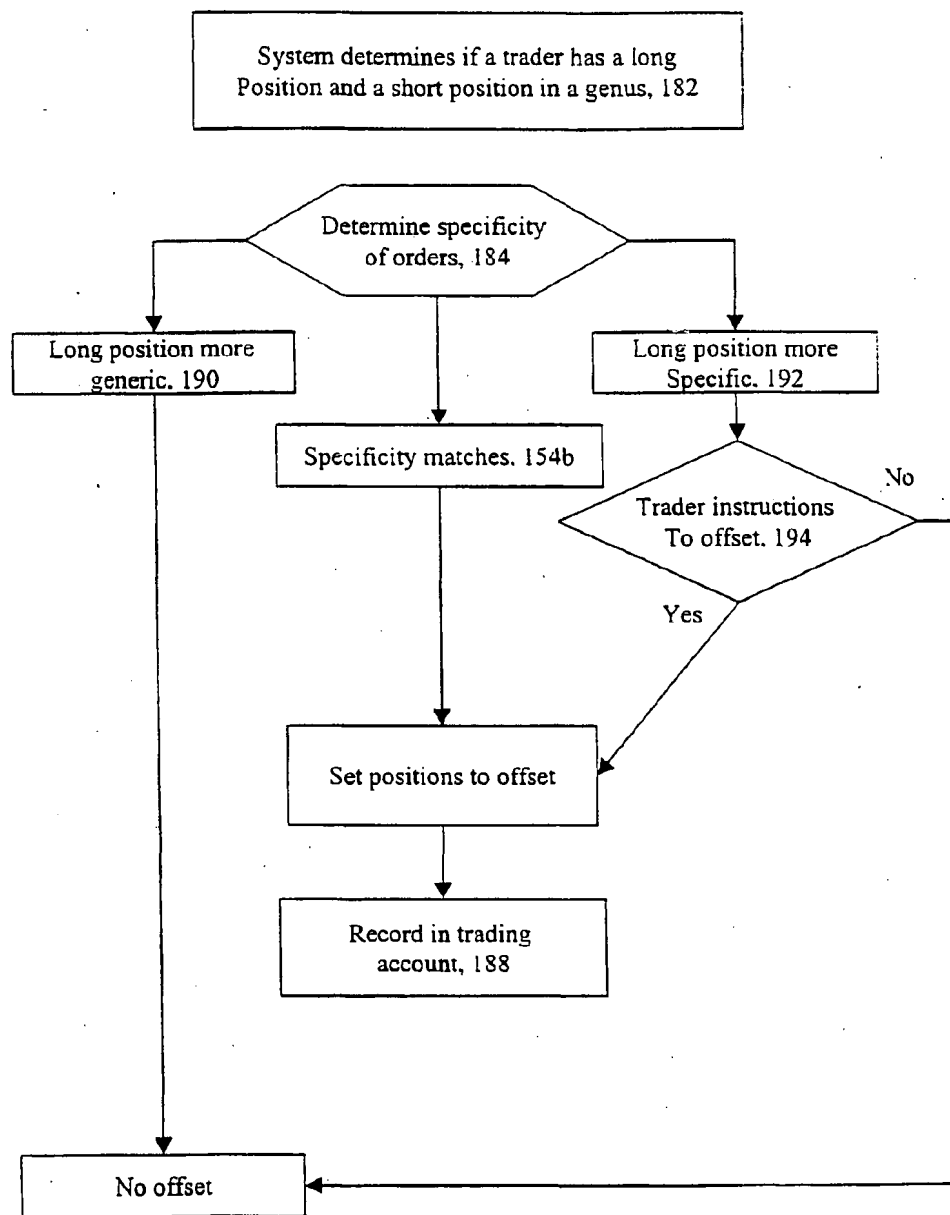 System determines if a trader has a long
Position and a short position in a genus, 182
Determine specificity
of orders, 184
Long position more
generic. 190
Long position more
Specific. 192
Specificity matches. 154b
No
Trader instructions
To offset. 194
Yes
Set positions to offset
Record in trading
account, 188
No offset